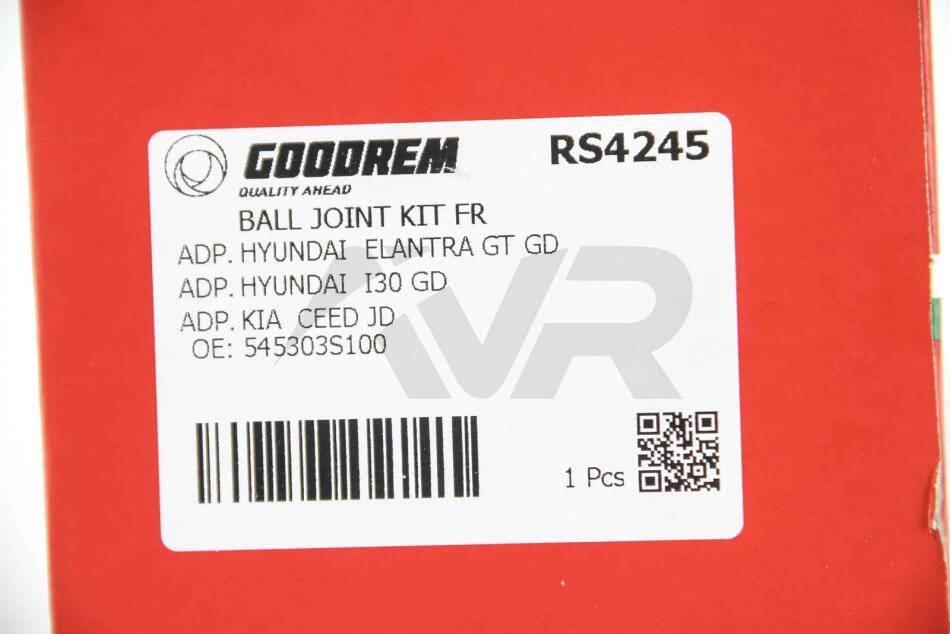 GOODREM
QUALITY AHEAD
RS4245
BALL JOINT KIT FR
ADP. HYUNDAI ELANTRA GT GD
ADP. HYUNDAI I30 GD
ADP. KIA CEED JD
OE: 545303S100
1 Pcs